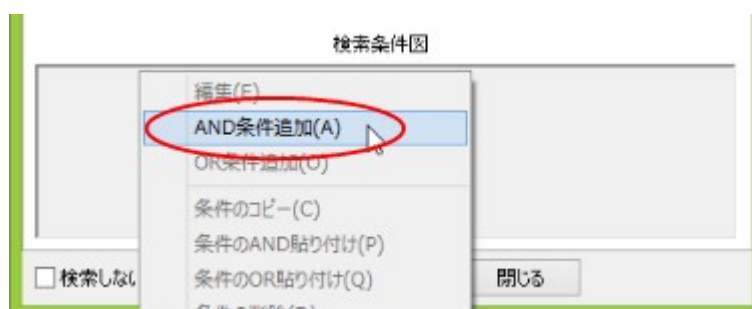 検索条件図
編集(E)
AND条件追加(A)
OR条件追加(O)
条件のコピー(C)
条件のAND貼り付け(P)
検索しない
条件のOR貼り付け(Q)
閉じる